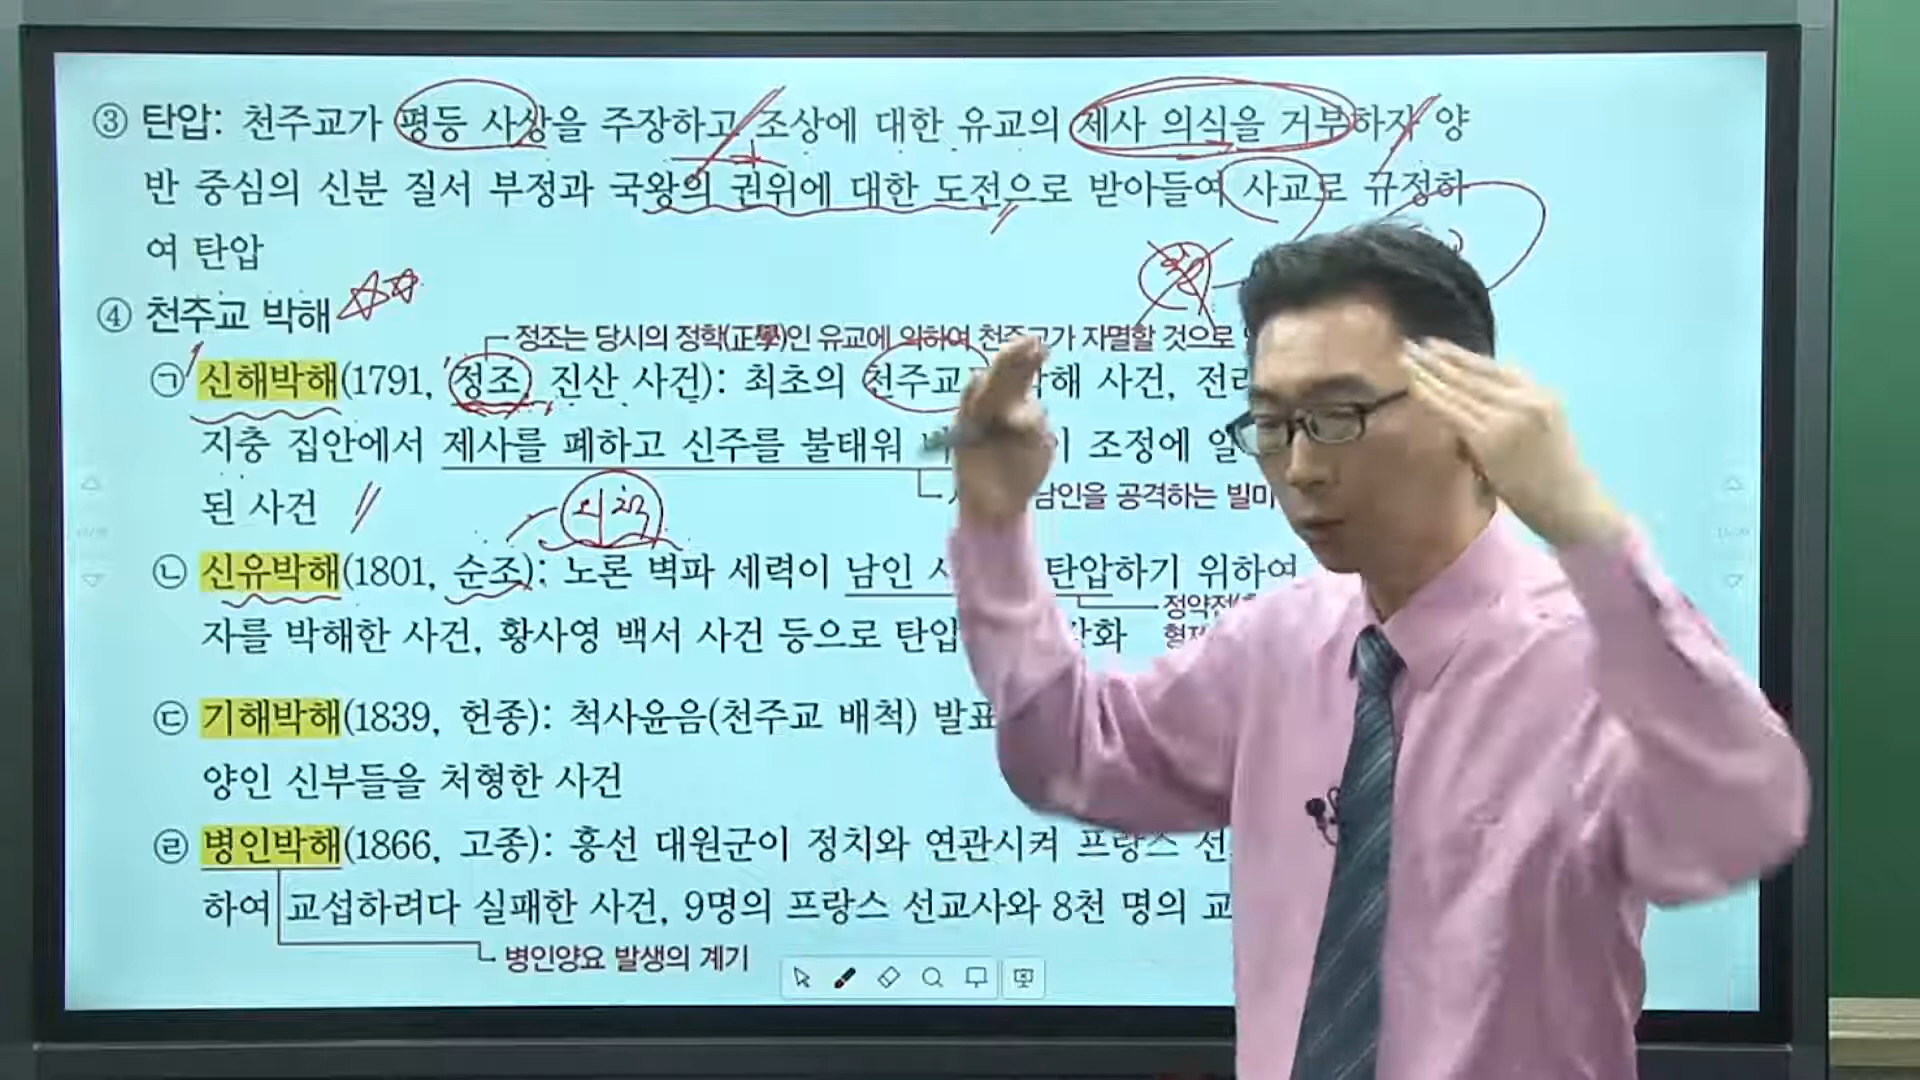 ③ 탄압: 천주교가 평등 사상을 주장하고 조상에 대한 유교의 제사 의식을 거부하자 양
반 중심의 신분 질서 부정과 국왕의 권위에 대한 도전으로 받아들여 사교로 규정하
여 탄압
④ 천주교 박해
정조는 당시의 정학(正學)인 유교에 의하여 천주교가 자멸할 것으로
㉠ 신해박해(1791, 정조, 진산 사건): 최초의 천주교 박해 사건,
지충 집안에서 제사를 폐하고 신주를 불태워 조정에
남인을 공격하는 빌미
된 사건
㉡ 신유박해(1801, 순조): 노론 벽파 세력이 남인 탄압하기 위하여
정약전
자를 박해한 사건, 황사영 백서 사건 등으로 탄압
㉢ 기해박해(1839, 헌종): 척사윤음(천주교 배척) 발표
양인 신부들을 처형한 사건
㉣ 병인박해(1866, 고종): 흥선 대원군이 정치와 연관시켜 프랑스
하여 교섭하려다 실패한 사건, 9명의 프랑스 선교사와 8천 명의
병인양요 발생의 계기